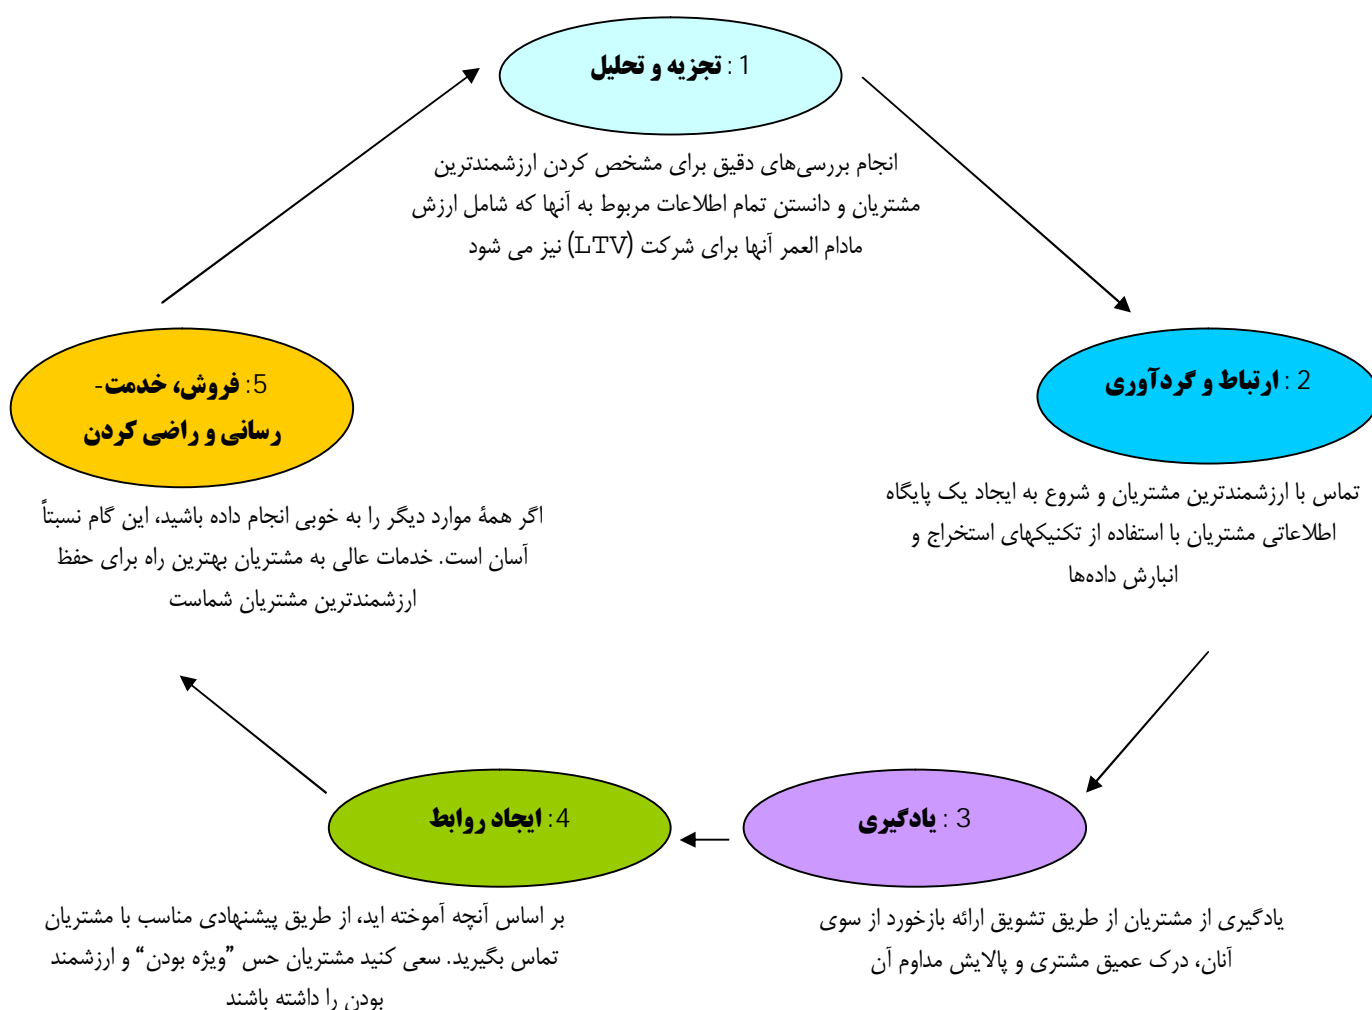 1 : تجزیه و تحلیل
انجام بررسی‌های دقیق برای مشخص کردن ارزشمندترین
مشتریان و دانستن تمام اطلاعات مربوط به آنها که شامل ارزش
مادام العمر آنها برای شرکت (LTV) نیز می شود
2 : ارتباط و گردآوری
تماس با ارزشمندترین مشتریان و شروع به ایجاد یک پایگاه
اطلاعاتی مشتریان با استفاده از تکنیکهای استخراج و
انبارش داده‌ها
3 : یادگیری
یادگیری از مشتریان از طریق تشویق ارائه بازخورد از سوی
آنان، درک عمیق مشتری و پالایش مداوم آن
4: ایجاد روابط
بر اساس آنچه آموخته اید، از طریق پیشنهادی مناسب با مشتریان
تماس بگیرید. سعی کنید مشتریان حس ”ویژه بودن“ و ارزشمند
بودن را داشته باشند
5: فروش، خدمت-
رسانی و راضی کردن
اگر همۀ موارد دیگر را به خوبی انجام داده باشید، این گام نسبتاً
آسان است. خدمات عالی به مشتریان بهترین راه برای حفظ
ارزشمندترین مشتریان شماست